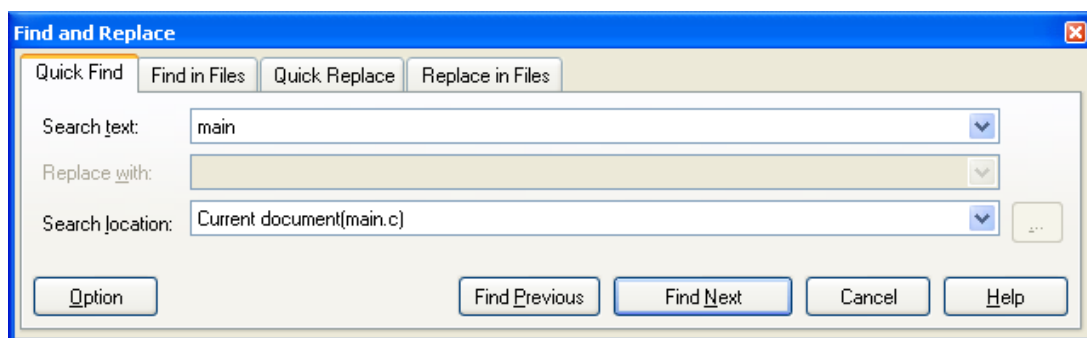 Find and Replace
Quick Find Find in Files Quick Replace Replace in Files
Search text: main
Replace with:
Search location: Current document(main.c) ...
Option Find Previous Find Next Cancel Help